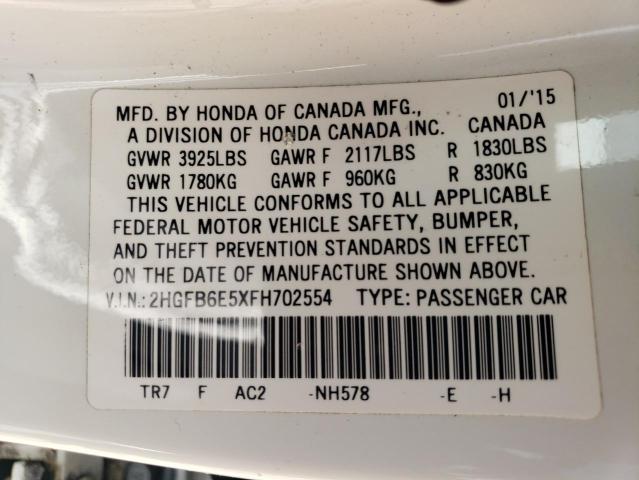 MFD. BY HONDA OF CANADA MFG., 01/'15
A DIVISION OF HONDA CANADA INC. CANADA
GVWR 3925LBS GAWR F 2117LBS R 1830LBS
GVWR 1780KG GAWR F 960KG R 830KG
THIS VEHICLE CONFORMS TO ALL APPLICABLE
FEDERAL MOTOR VEHICLE SAFETY, BUMPER,
AND THEFT PREVENTION STANDARDS IN EFFECT
ON THE DATE OF MANUFACTURE SHOWN ABOVE.
V.I.N.: 2HGFB6E5XFH702554 TYPE: PASSENGER CAR
TR7 F AC2 -NH578 -E -H